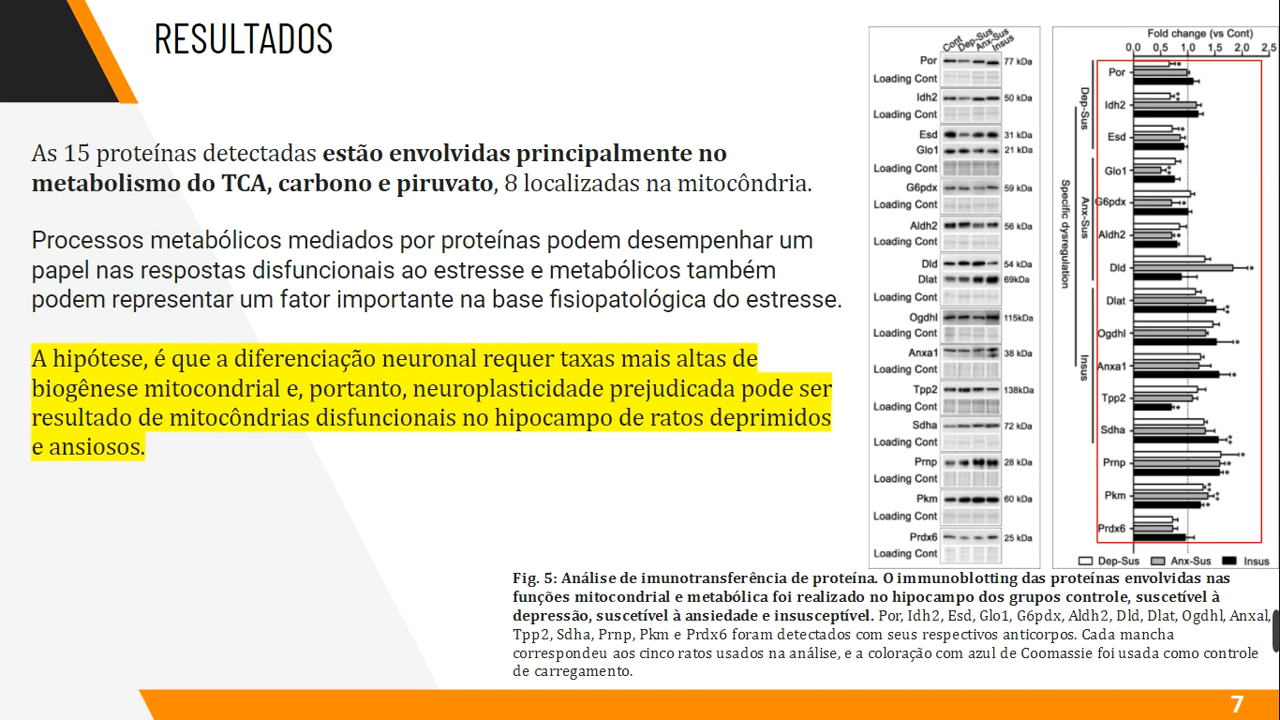 RESULTADOS
As 15 proteínas detectadas estão envolvidas principalmente no
metabolismo do TCA, carbono e piruvato, 8 localizadas na mitocôndria.
Processos metabólicos mediados por proteínas podem desempenhar um
papel nas respostas disfuncionais ao estresse e metabólicos também
podem representar um fator importante na base fisiopatológica do estresse.
A hipótese, é que a diferenciação neuronal requer taxas mais altas de
biogênese mitocondrial e, portanto, neuroplasticidade prejudicada pode ser
resultado de mitocôndrias disfuncionais no hipocampo de ratos deprimidos
e ansiosos.
Cont Dep-Sus Anx-Sus Insus
Por 77 kDa
Loading Cont
Idh2 50 kDa
Loading Cont
Esd 31 kDa
Glo1 21 kDa
Loading Cont
G6pdx 59 kDa
Loading Cont
Aldh2 56 kDa
Loading Cont
Dld 54 kDa
Dlat 69kDa
Loading Cont
Ogdhl 115kDa
Loading Cont
Anxa1 38 kDa
Loading Cont
Tpp2 138kDa
Loading Cont
Sdha 72 kDa
Loading Cont
Prnp 28 kDa
Loading Cont
Pkm 60 kDa
Loading Cont
Prdx6 25 kDa
Loading Cont
Fold change (vs Cont)
0,0 0,5 1,0 1,5 2,0 2,5
Specific dysregulation
Dep-Sus
Anx-Sus
Insus
Por
Idh2
Esd
Glo1
G6pdx
Aldh2
Dld
Dlat
Ogdhl
Anxa1
Tpp2
Sdha
Prnp
Pkm
Prdx6
Dep-Sus Anx-Sus Insus
Fig. 5: Análise de imunotransferência de proteína. O immunoblotting das proteínas envolvidas nas
funções mitocondrial e metabólica foi realizado no hipocampo dos grupos controle, suscetível à
depressão, suscetível à ansiedade e insusceptível. Por, Idh2, Esd, Glo1, G6pdx, Aldh2, Dld, Dlat, Ogdhl, Anxal,
Tpp2, Sdha, Prnp, Pkm e Prdx6 foram detectados com seus respectivos anticorpos. Cada mancha
correspondeu aos cinco ratos usados na análise, e a coloração com azul de Coomassie foi usada como controle
de carregamento.
7